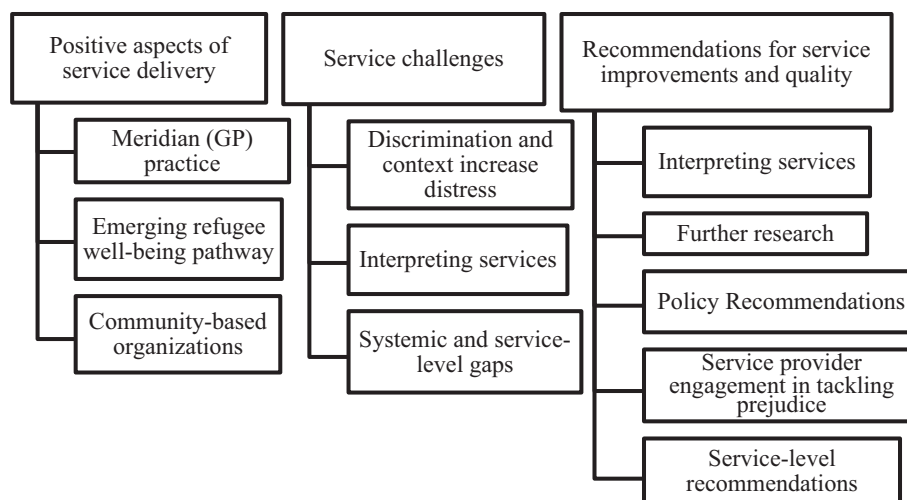 Positive aspects of
service delivery
Meridian (GP)
practice
Emerging refugee
well-being pathway
Community-based
organizations
Service challenges
Discrimination and
context increase
distress
Interpreting services
Systemic and service-
level gaps
Recommendations for service
improvements and quality
Interpreting services
Further research
Policy Recommendations
Service provider
engagement in tackling
prejudice
Service-level
recommendations